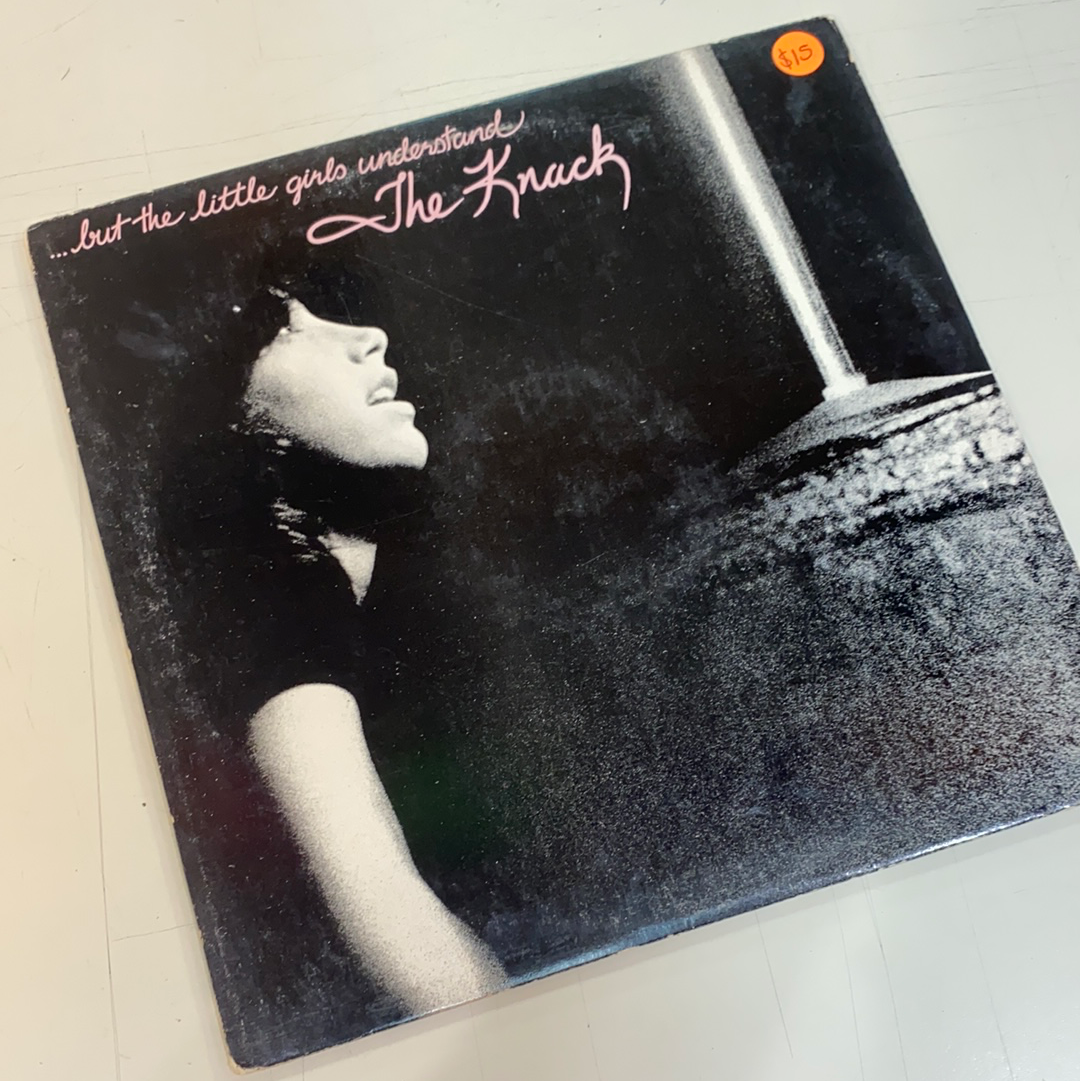 $15
...but the little girls understand
The Knack